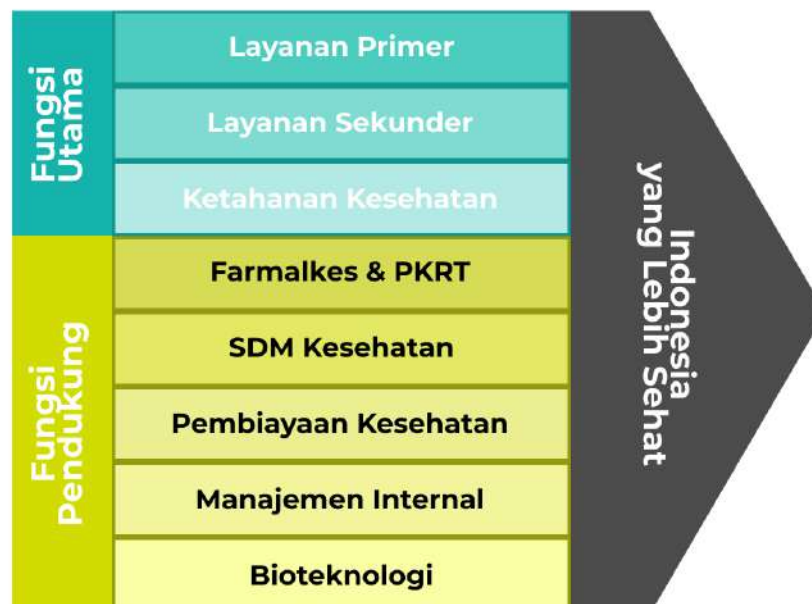 Fungsi
Utama
Layanan Primer
Layanan Sekunder
Ketahanan Kesehatan
Fungsi
Pendukung
Farmalkes & PKRT
SDM Kesehatan
Pembiayaan Kesehatan
Manajemen Internal
Bioteknologi
Indonesia
yang Lebih Sehat